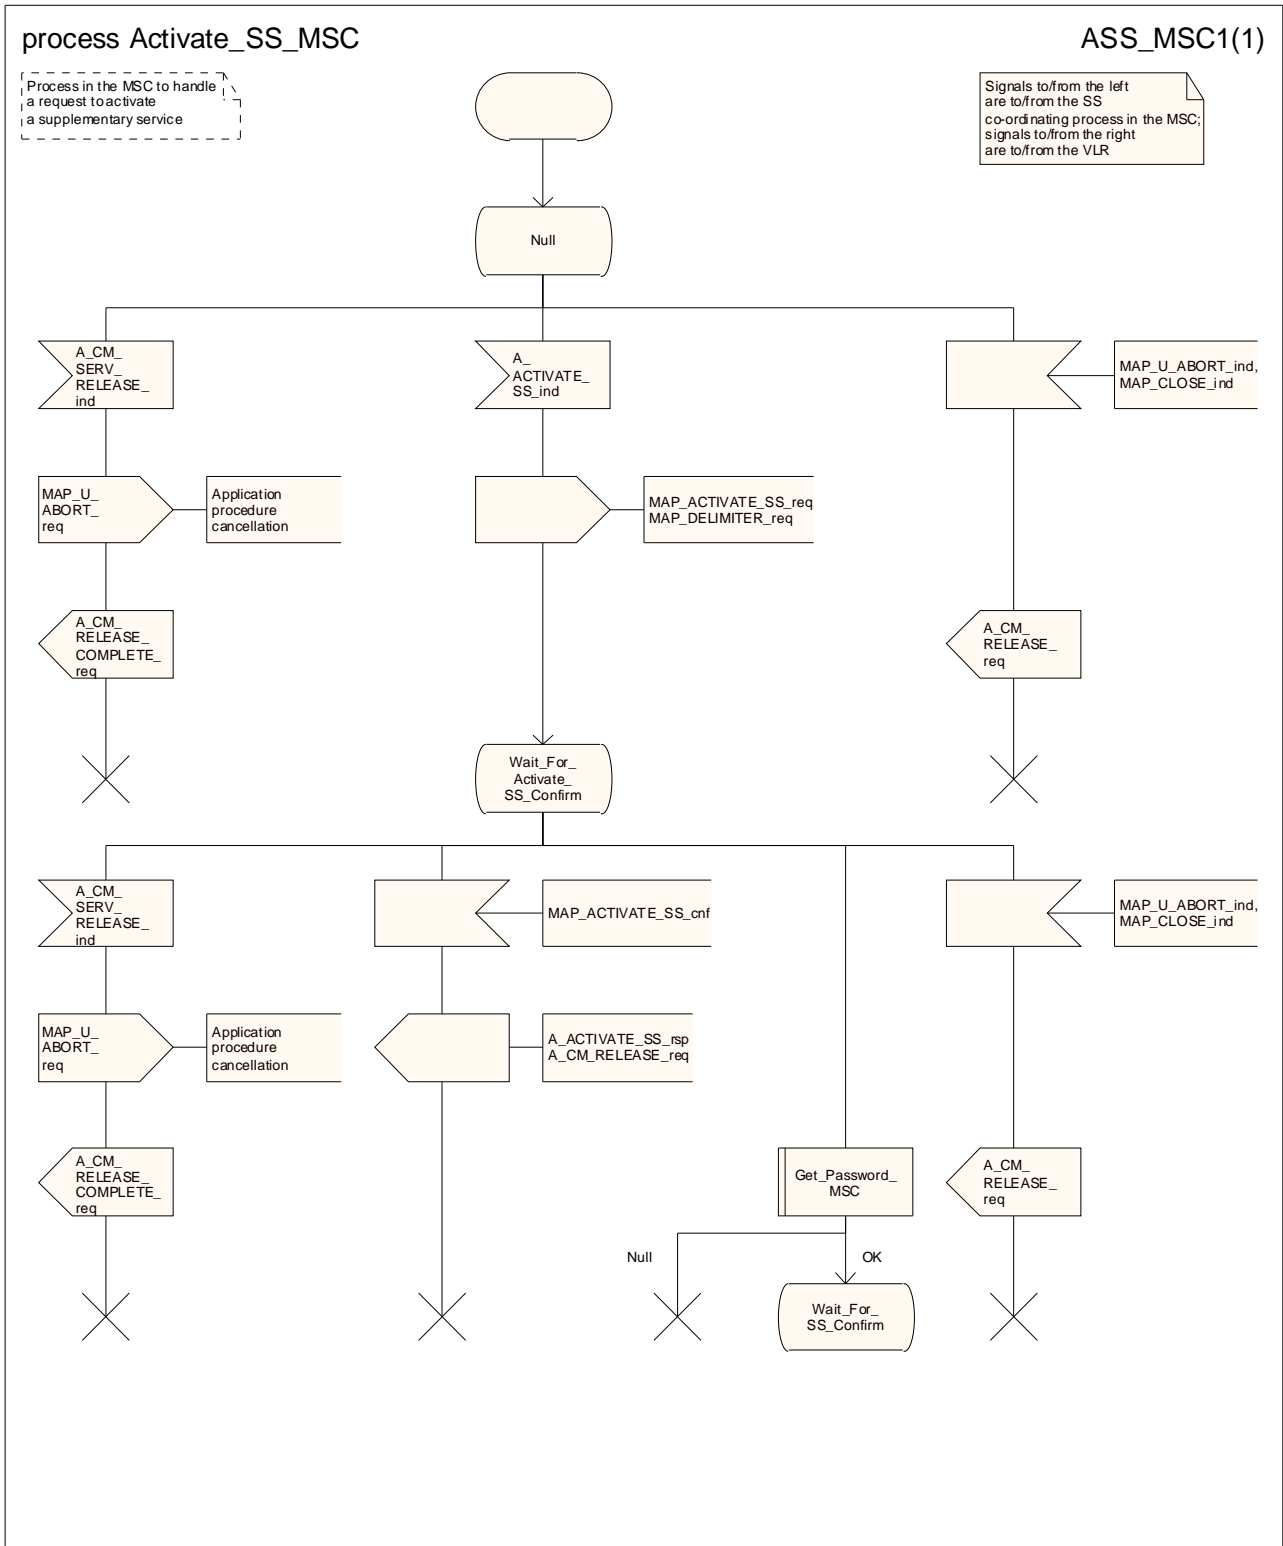 process Activate_SS_MSC
ASS_MSC1(1)
Process in the MSC to handle
a request to activate
a supplementary service
Signals to/from the left
are to/from the SS
co-ordinating process in the MSC;
signals to/from the right
are to/from the VLR
Null
A_CM_
SERV_
RELEASE_
ind
A_
ACTIVATE_
SS_ind
MAP_U_ABORT_ind,
MAP_CLOSE_ind
MAP_U_
ABORT_
req
Application
procedure
cancellation
MAP_ACTIVATE_SS_req
MAP_DELIMITER_req
A_CM_
RELEASE_
COMPLETE_
req
A_CM_
RELEASE_
req
Wait_For_
Activate_
SS_Confirm
A_CM_
SERV_
RELEASE_
ind
MAP_ACTIVATE_SS_cnf
MAP_U_ABORT_ind,
MAP_CLOSE_ind
MAP_U_
ABORT_
req
Application
procedure
cancellation
A_ACTIVATE_SS_rsp
A_CM_RELEASE_req
A_CM_
RELEASE_
COMPLETE_
req
Get_Password_
MSC
A_CM_
RELEASE_
req
Null
OK
Wait_For_
SS_Confirm